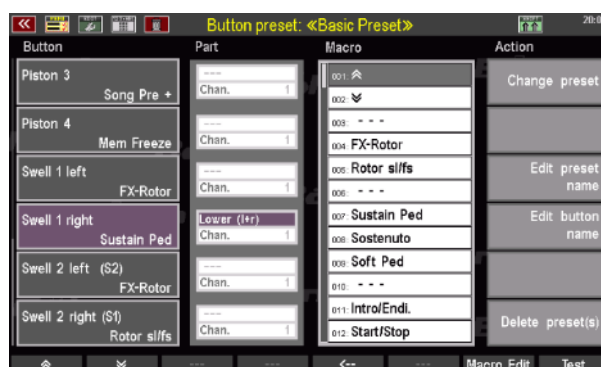 Button preset: «Basic Preset»
20:0
Button
Part
Macro
Action
Piston 3
Song Pre +
---
Chan. 1
Piston 4
Mem Freeze
---
Chan. 1
Swell 1 left
FX-Rotor
---
Chan. 1
Swell 1 right
Sustain Ped
Lower (l+r)
Chan. 1
Swell 2 left (S2)
FX-Rotor
---
Chan. 1
Swell 2 right (S1)
Rotor sl/fs
---
Chan. 1
001:
002:
003: - - -
004: FX-Rotor
005: Rotor sl/fs
006: - - -
007: Sustain Ped
008: Sostenuto
009: Soft Ped
010: - - -
011: Intro/Endi.
012: Start/Stop
Change preset
Edit preset
name
Edit button
name
Delete preset(s)
---
---
<--
---
Macro Edit
Test